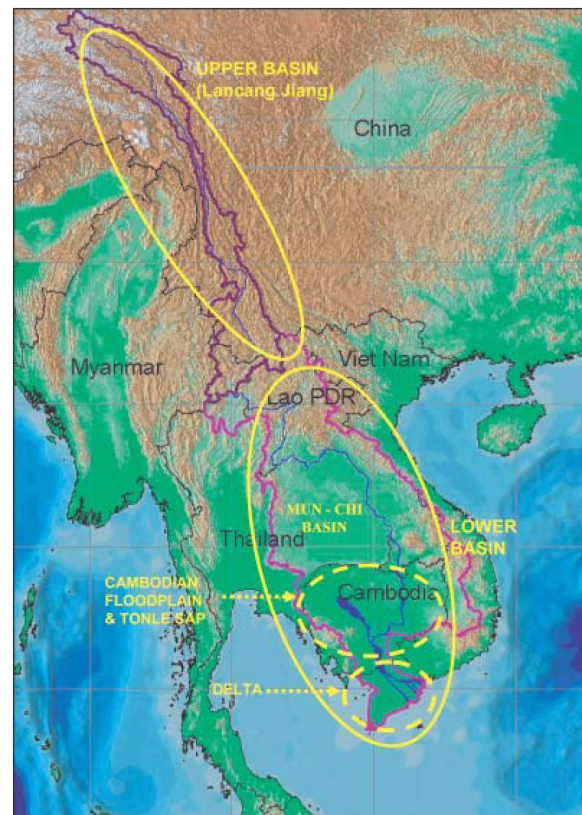 UPPER BASIN
(Lancang Jiang)
China
Myanmar
Viet Nam
Lao PDR
MUN - CHI
BASIN
Thailand
LOWER
BASIN
CAMBODIAN
FLOODPLAIN
& TONLE SAP
Cambodia
DELTA